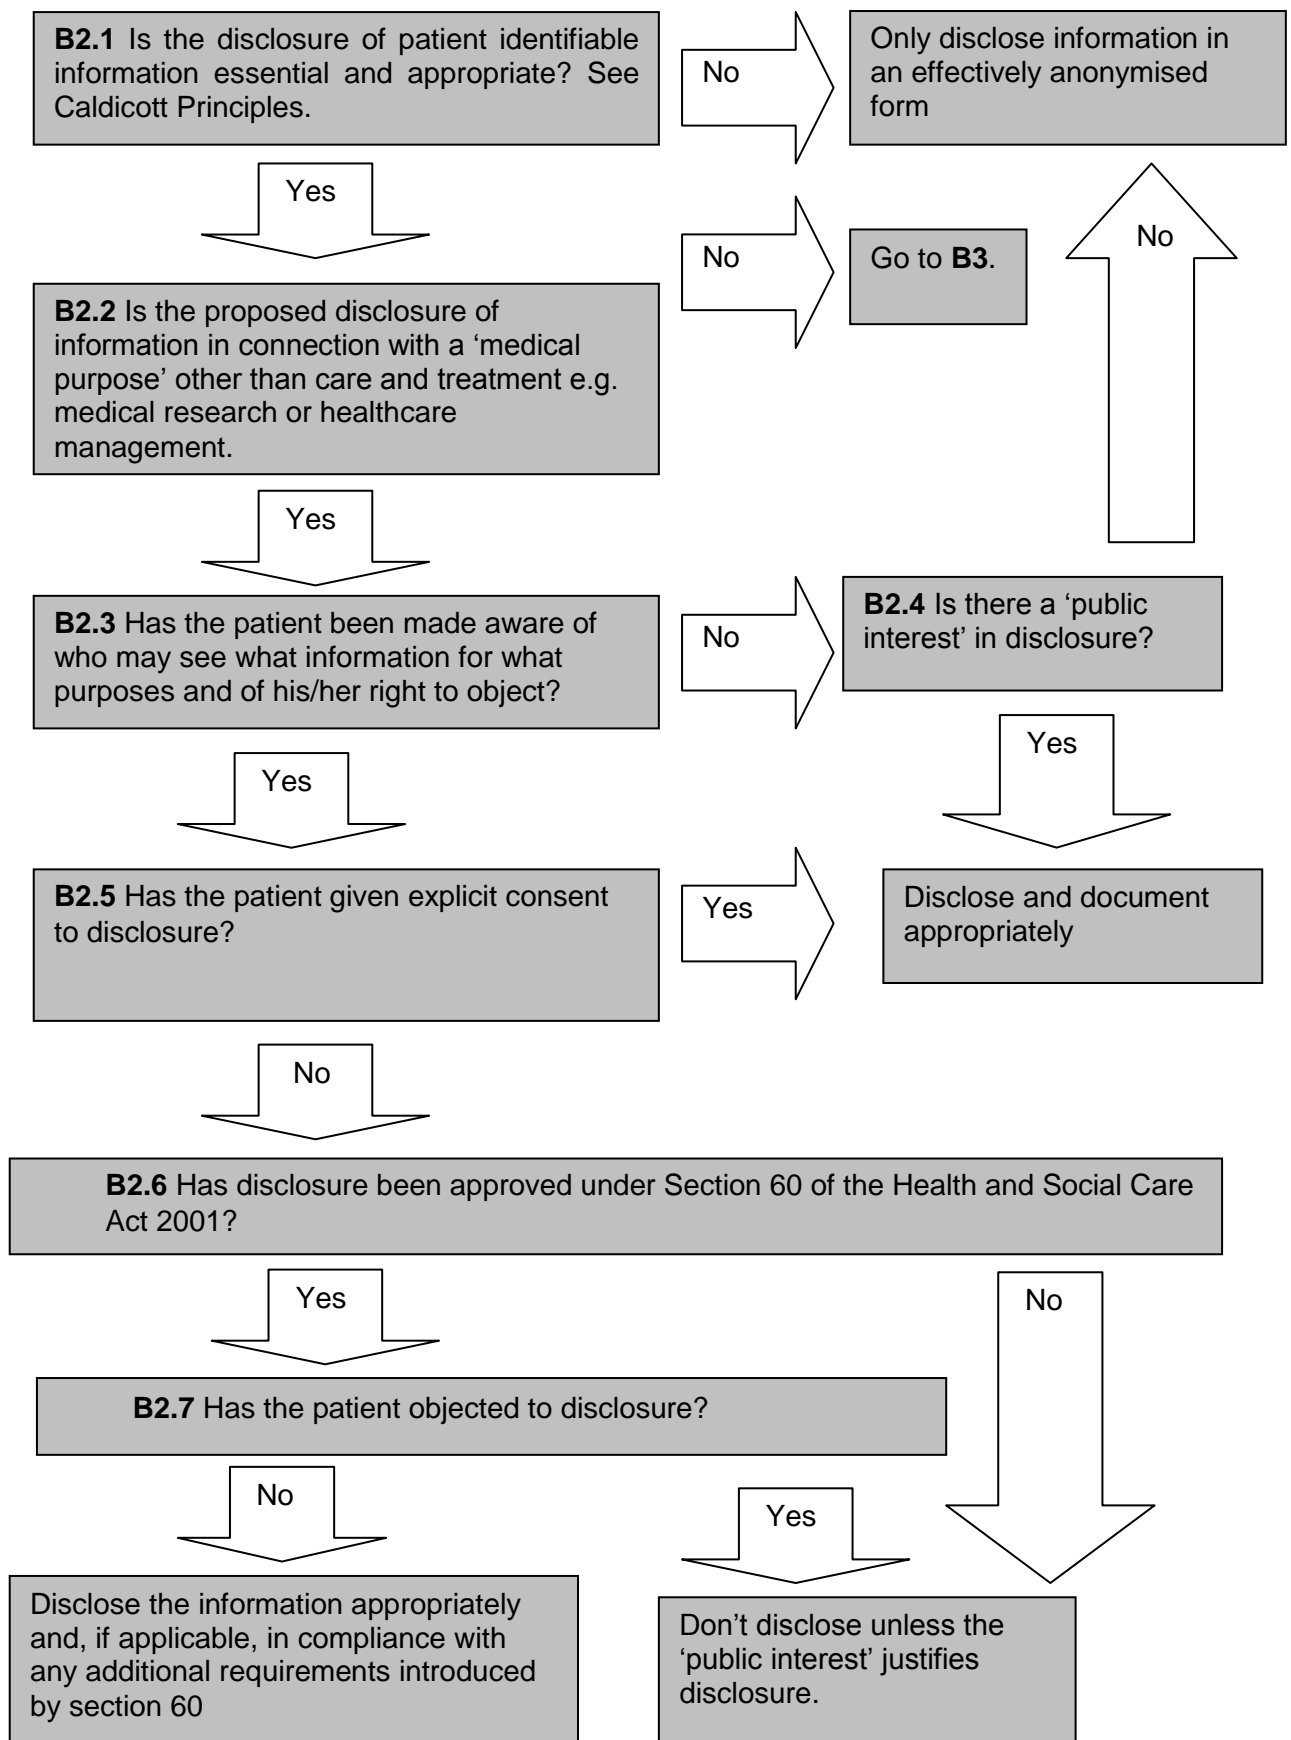 B2.1 Is the disclosure of patient identifiable
information essential and appropriate? See
Caldicott Principles.
No
Only disclose information in
an effectively anonymised
form
Yes
No
Go to B3.
No
B2.2 Is the proposed disclosure of
information in connection with a ‘medical
purpose’ other than care and treatment e.g.
medical research or healthcare
management.
Yes
B2.3 Has the patient been made aware of
who may see what information for what
purposes and of his/her right to object?
No
B2.4 Is there a ‘public
interest’ in disclosure?
Yes
Yes
B2.5 Has the patient given explicit consent
to disclosure?
Yes
Disclose and document
appropriately
No
B2.6 Has disclosure been approved under Section 60 of the Health and Social Care
Act 2001?
Yes
No
B2.7 Has the patient objected to disclosure?
No
Yes
Disclose the information appropriately
and, if applicable, in compliance with
any additional requirements introduced
by section 60
Don’t disclose unless the
‘public interest’ justifies
disclosure.